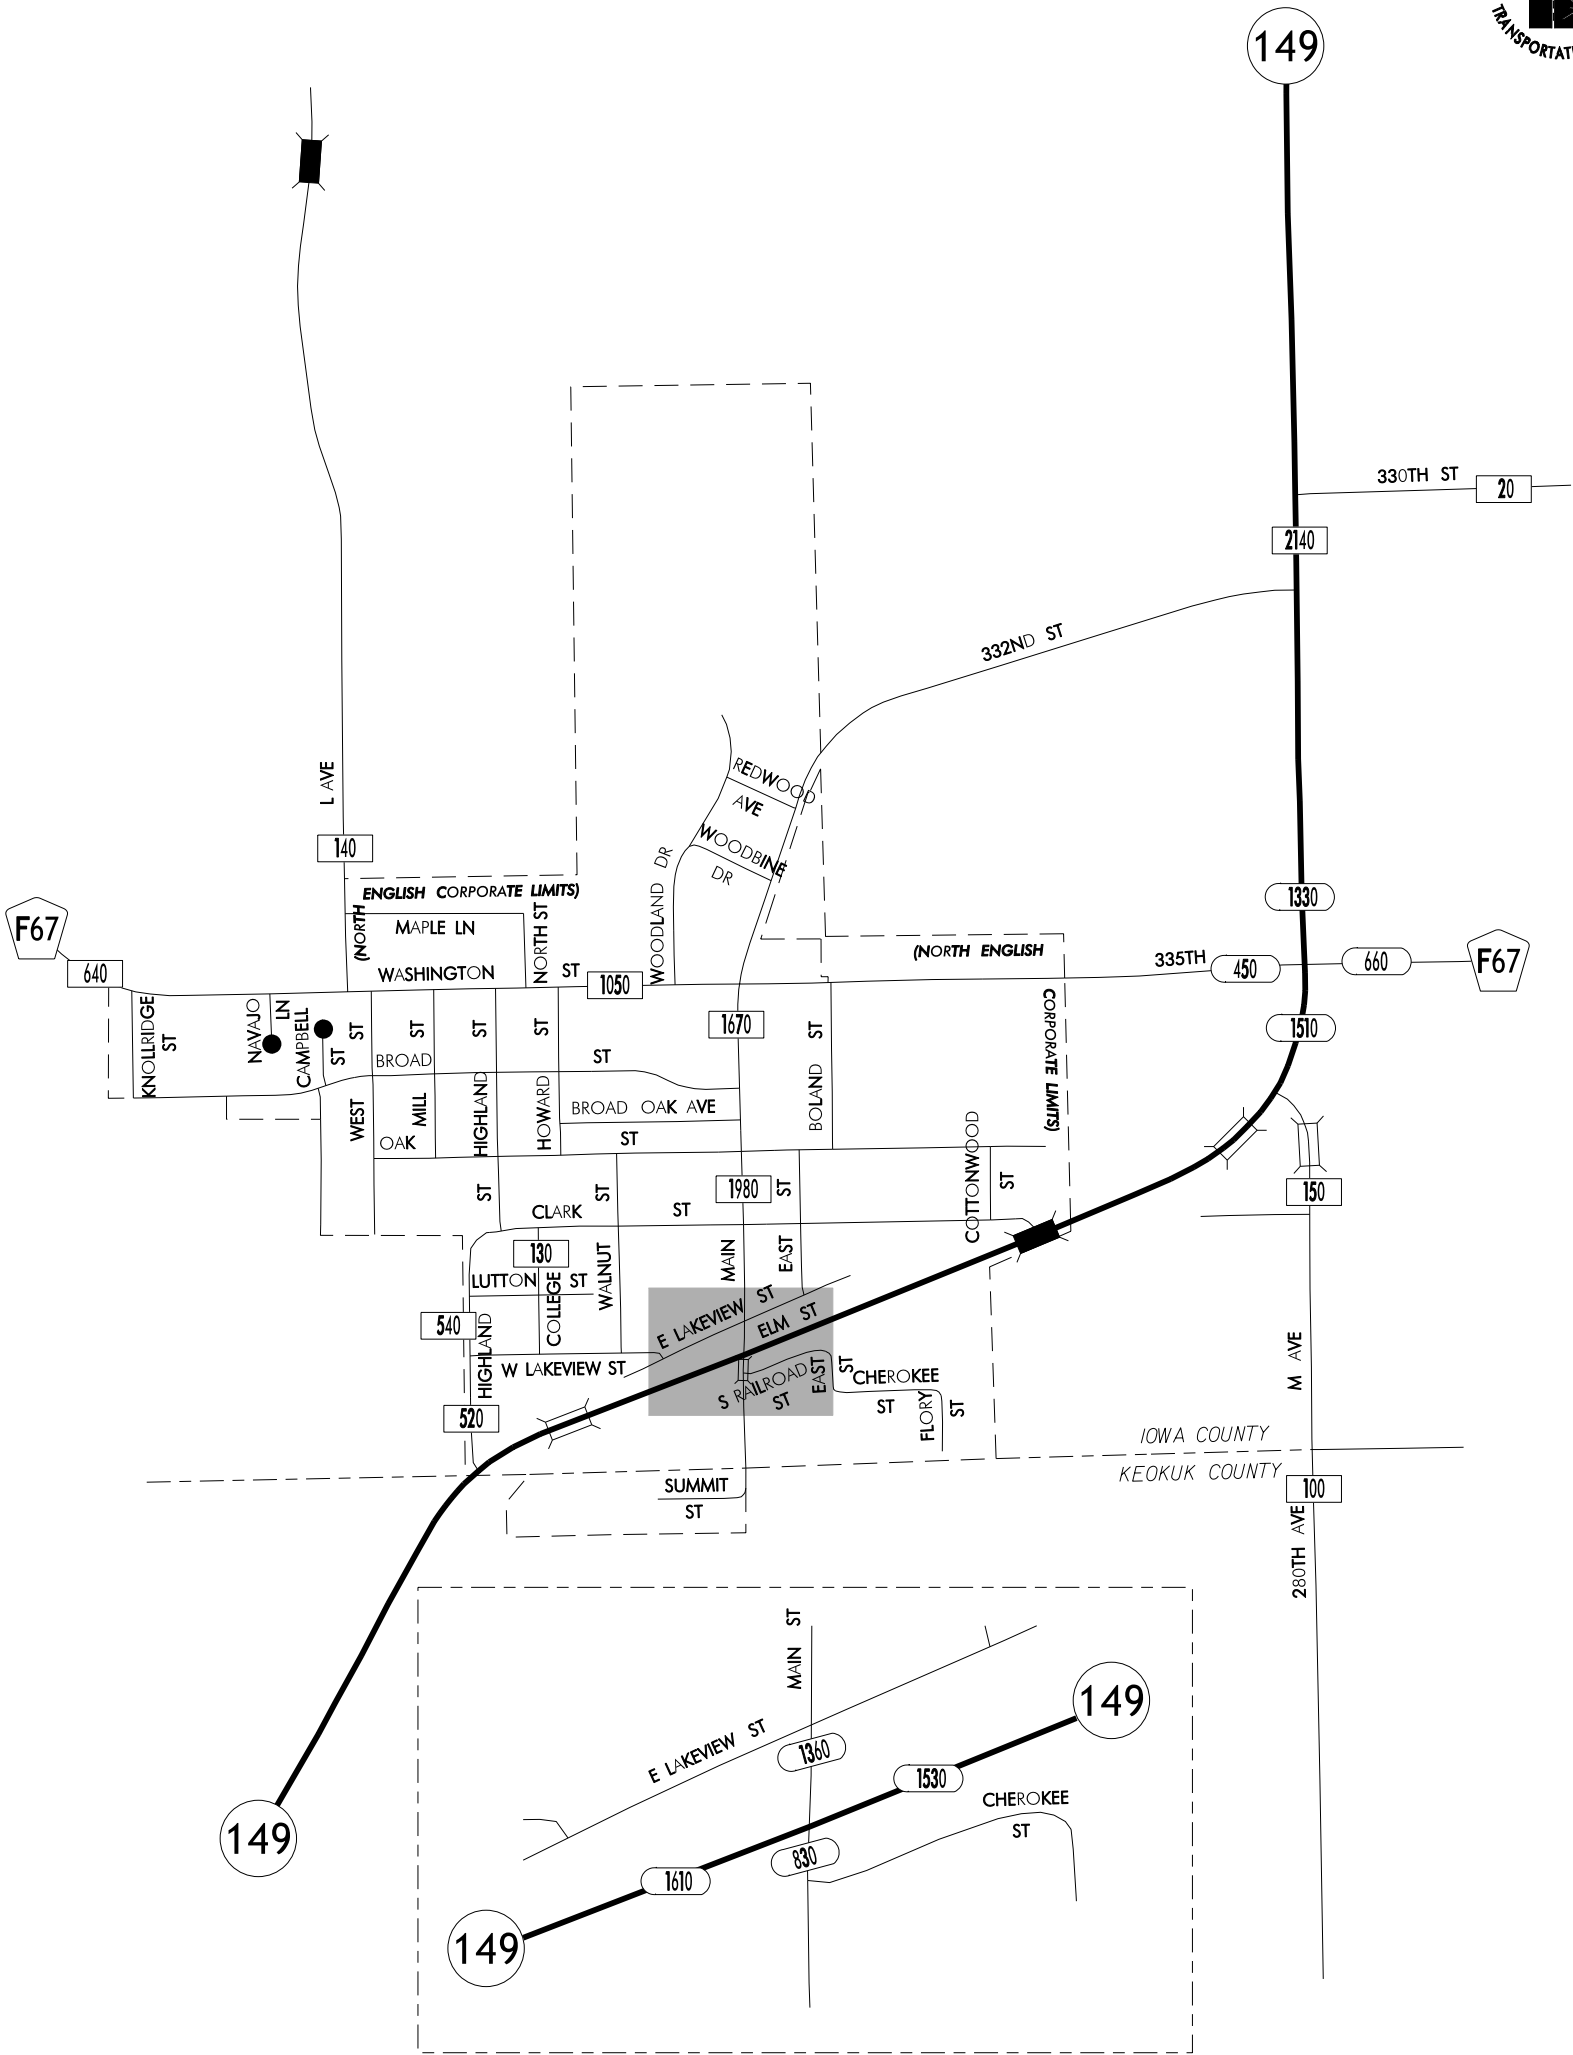 TRANSPORTAT
149
330TH ST
20
2140
332ND ST
L AVE
REDWOOD
AVE
WOODBINE
DR
140
WOODLAND DR
ENGLISH CORPORATE LIMITS)
(NORTH
1330
F67
MAPLE LN
NORTH ST
(NORTH ENGLISH
335TH
450
660
F67
640
WASHINGTON
ST
1050
CORPORATE LIMITS)
KNOLLRIDGE
ST
NAVAJO
LN
CAMPBELL
ST
WEST
ST
MILL
ST
HIGHLAND
ST
HOWARD
ST
1670
BOLAND ST
1510
BROAD
ST
BROAD OAK AVE
OAK
ST
COTTONWOOD
ST
ST
CLARK
ST
ST
1980
ST
150
130
WALNUT
MAIN
EAST
LUTTON ST
COLLEGE
540
HIGHLAND
E LAKEVIEW ST
ELM ST
W LAKEVIEW ST
S RAILROAD
ST
EAST
ST
CHEROKEE
ST
FLORY
ST
M AVE
520
IOWA COUNTY
KEOKUK COUNTY
SUMMIT
ST
100
280TH AVE
MAIN ST
149
E LAKEVIEW ST
1360
1530
CHEROKEE
ST
149
830
1610
149